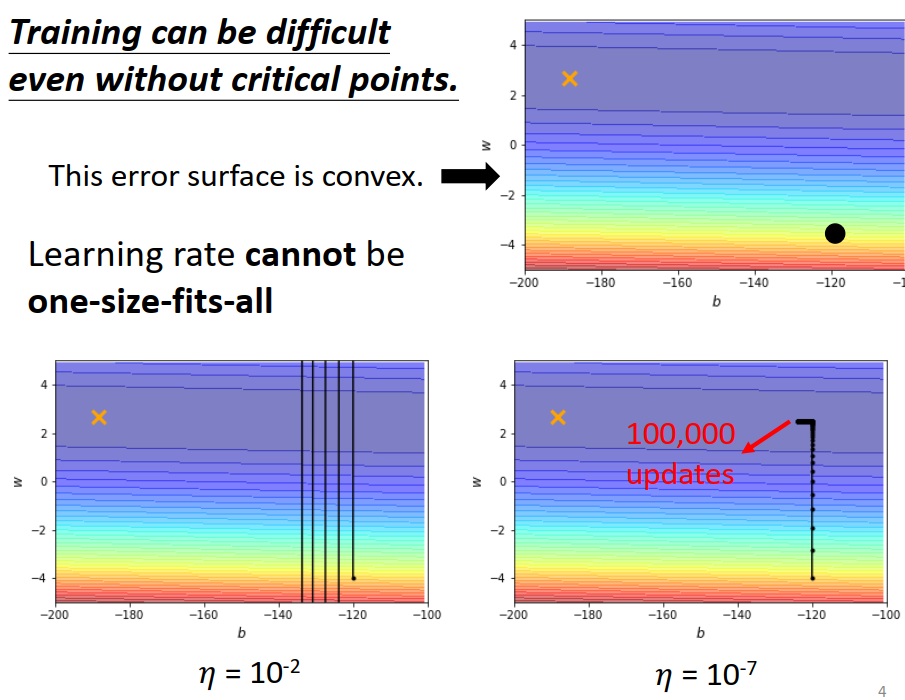 Training can be difficult
even without critical points.
This error surface is convex.
Learning rate cannot be
one-size-fits-all
4
2
0
−2
−4
w
−200
−180
−160
−140
−120
b
4
2
0
−2
−4
w
−200
−180
−160
−140
−120
−100
b
η = 10⁻²
4
2
0
−2
−4
w
100,000
updates
−200
−180
−160
−140
−120
−100
b
η = 10⁻⁷
4